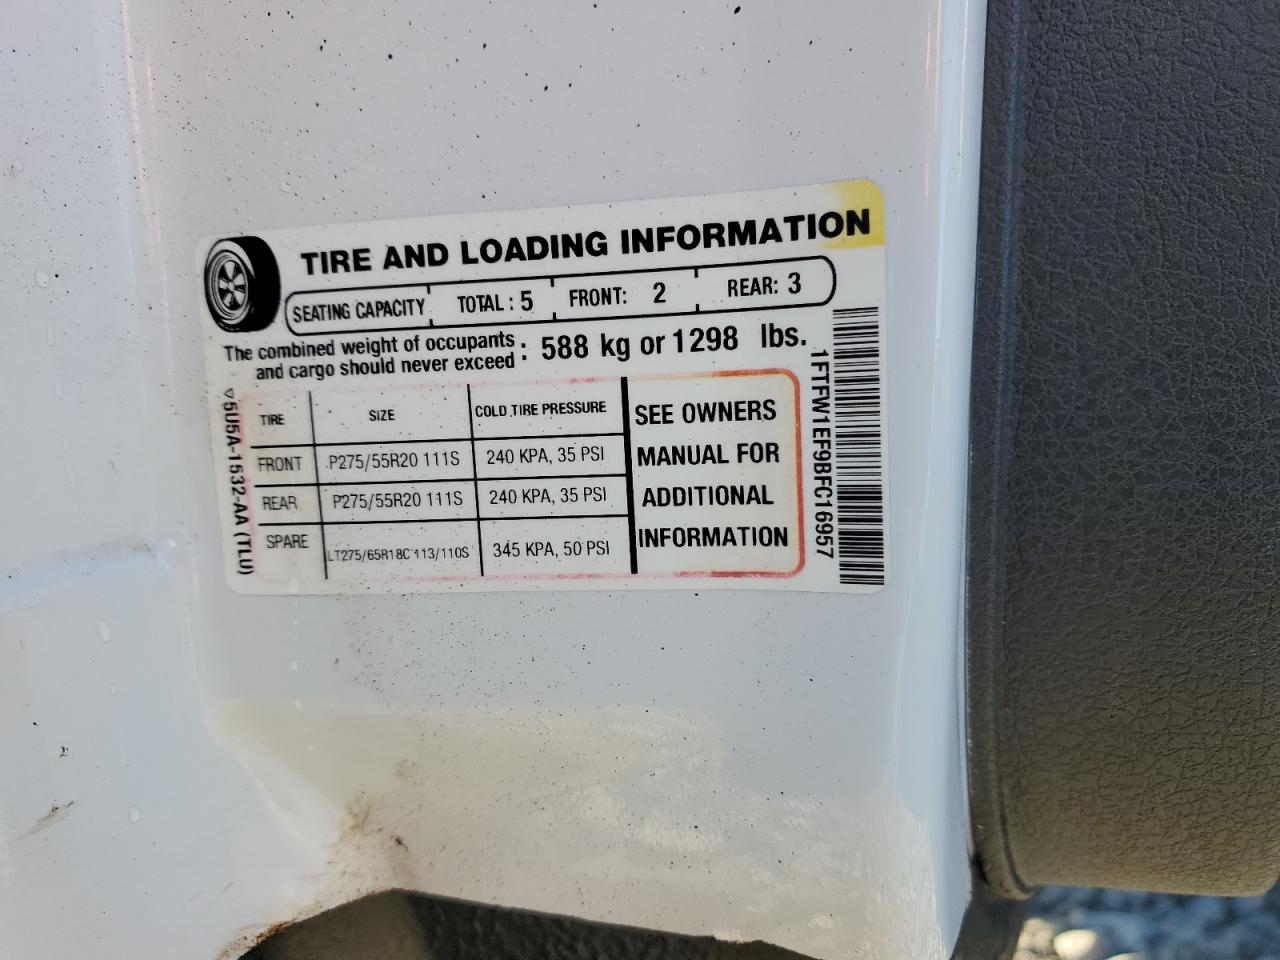 TIRE AND LOADING INFORMATION
SEATING CAPACITY TOTAL: 5 FRONT: 2 REAR: 3
The combined weight of occupants and cargo should never exceed : 588 kg or 1298 lbs.
TIRE SIZE COLD TIRE PRESSURE
FRONT P275/55R20 111S 240 KPA, 35 PSI
REAR P275/55R20 111S 240 KPA, 35 PSI
SPARE LT275/65R18C 113/110S 345 KPA, 50 PSI
SEE OWNERS
MANUAL FOR
ADDITIONAL
INFORMATION
5U5A-1532-AA (TLU)
1FTFW1EF9BFC16957